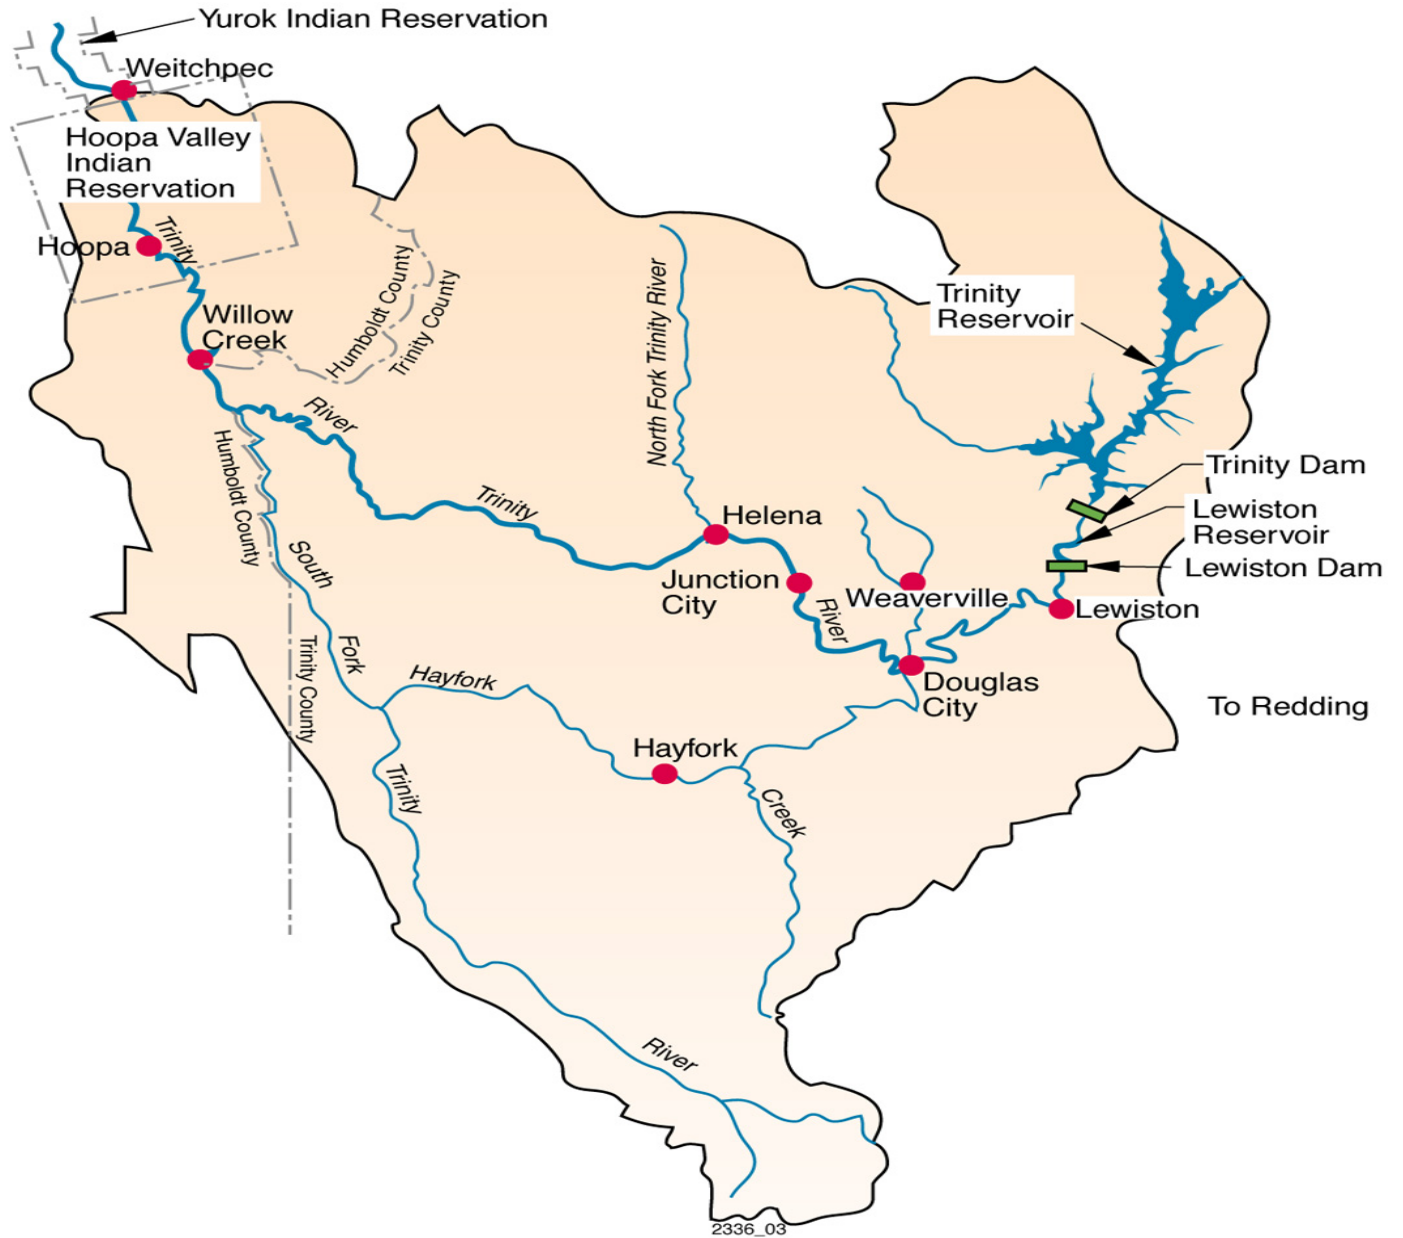 Yurok Indian Reservation
Weitchpec
Hoopa Valley
Indian
Reservation
Hoopa
Trinity
Willow
Creek
Humboldt County
Trinity County
River
North Fork Trinity River
Trinity
Reservoir
Trinity Dam
Lewiston
Reservoir
Lewiston Dam
Lewiston
Humboldt County
Trinity County
South
Fork
Trinity
River
Trinity
Helena
Junction
City
River
Weaverville
Douglas
City
To Redding
Hayfork
Hayfork
Creek
2336_03